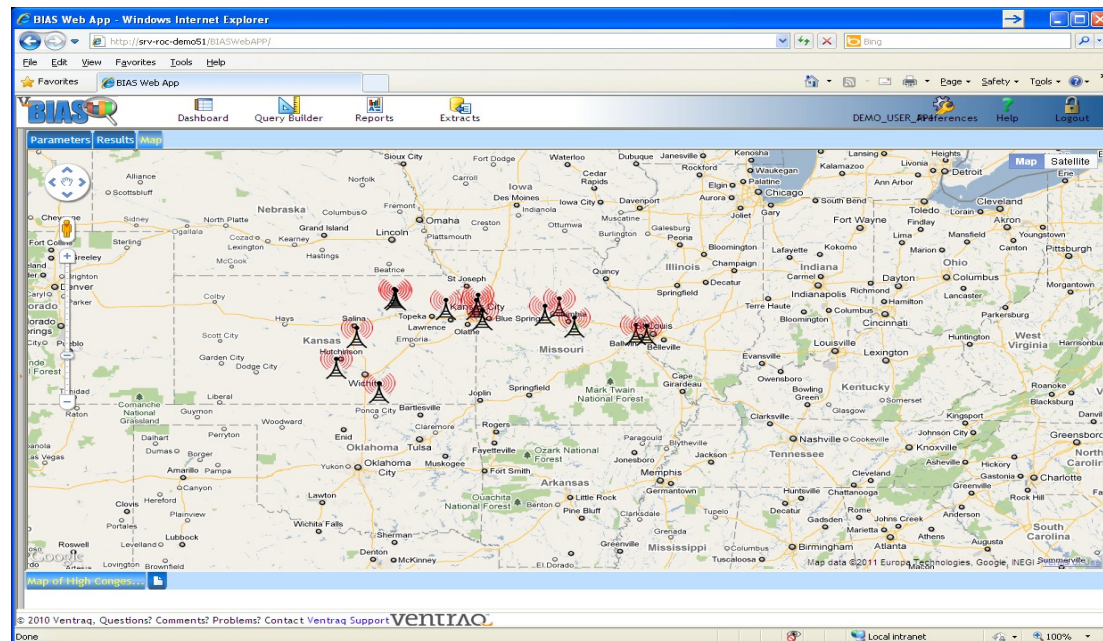 BIAS Web App - Windows Internet Explorer
http://srv-roc-demo51/BIASWebAPP/
Bing
File Edit View Favorites Tools Help
Favorites BIAS Web App Page Safety Tools
BIAS Dashboard Query Builder Reports Extracts Help Logout
Parameters Results Map
Map Satellite
Sioux City Fort Dodge Waterloo Dubuque Janesville Kenosha Lansing Heights
Rockford Waukegan Kalamazoo Livonia Detroit
Alliance Norfolk Carroll Cedar Rapids Elgin Palatine Ann Arbor Erie
Scottsbluff Iowa Chicago
Des Moines Iowa City Davenport Aurora South Bend Toledo Cleveland
Nebraska Columbus Fremont Indianola Joliet Gary Lorain Akron
Sidney North Platte Omaha Creston Muscatine Fort Wayne Findlay
Ogallala Grand Island Lincoln Plattsmouth Ottumwa Burlington Galesburg Peoria Lima Mansfield Youngstown
Sterling Cozad Kearney Lexington Hastings Bloomington Lafayette Kokomo Marion Canton Pittsburgh
McCook Beatrice Quincy Illinois Champaign Indiana Ohio
St Joseph Decatur Carmel Dayton Columbus
Colby Springfield Indianapolis Richmond Hamilton Lancaster Morgantown
Parker Kansas City Terre Haute Columbus Parkersburg
Hays Salina Topeka Blue Spring Bloomington Cincinnati
Lawrence Olathe
Scott City Kansas Emporia Missouri Ballwin Belleville Louisville Huntington West Virginia
Garden City Hutchinson Evansville Lexington
Dodge City Wichita Cape Girardeau Owensboro
Liberal Joplin Springfield Mark Twain National Forest Bowling Green Kentucky Roanoke
Raton Comanche National Grassland Guymon Ponca City Bartlesville Glasgow Somerset Blacksburg
Woodward Claremore Rogers Clarksville Kingsport
Dalhart Perryton Enid Paragould Blytheville Nashville Cookeville Johnson City Greensboro
Dumas Borger Oklahoma Tulsa Fayetteville Ozark National Forest Jonesboro Jackson Tennessee Knoxville
Amarillo Pampa Yukon Oklahoma City Muskogee Fort Smith Memphis Cleveland Asheville Hickory
Canyon Arkansas Germantown Huntsville Chattanooga Greenville Gastonia Charlotte
Clovis Hereford Lawton Ouachita National Forest Benton Little Rock Decatur Rome Rock Hill
Portales Plainview Wichita Falls Pine Bluff Clarksdale Tupelo Gadsden Johns Creek Anderson
Lubbock Sherman Grenada Marietta Athens South Carolina
Roswell Levelland Denton Greenville Mississippi Columbus Birmingham Atlanta Augusta
Lovington Brownfield McKinney El Dorado Tuscaloosa Macon
Google Map data ©2011 Europa Technologies, Google, INEGI
Map of High Conges...
© 2010 Ventraq, Questions? Comments? Problems? Contact Ventraq Support ventraq
Done Local intranet 100%